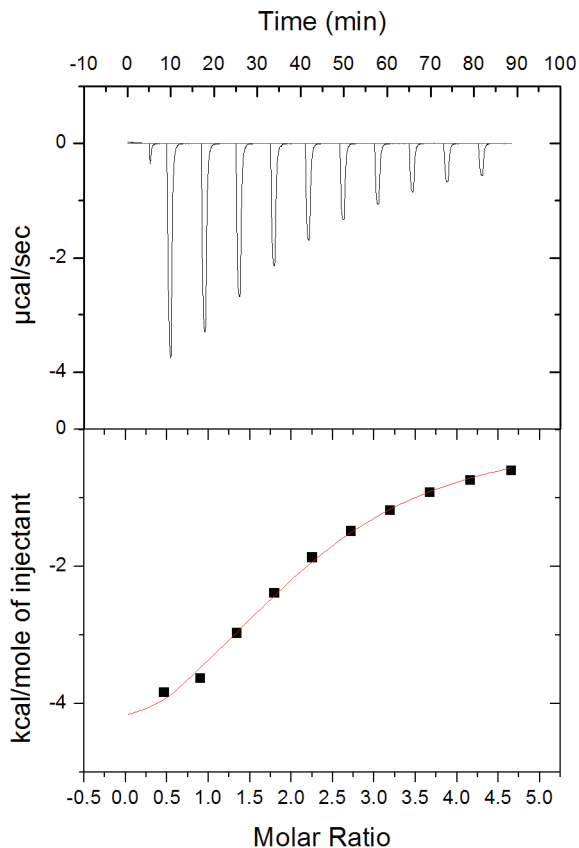 Time (min)
-10 0 10 20 30 40 50 60 70 80 90 100
0
-2
-4
µcal/sec
0
-2
-4
kcal/mole of injectant
-0.5 0.0 0.5 1.0 1.5 2.0 2.5 3.0 3.5 4.0 4.5 5.0
Molar Ratio